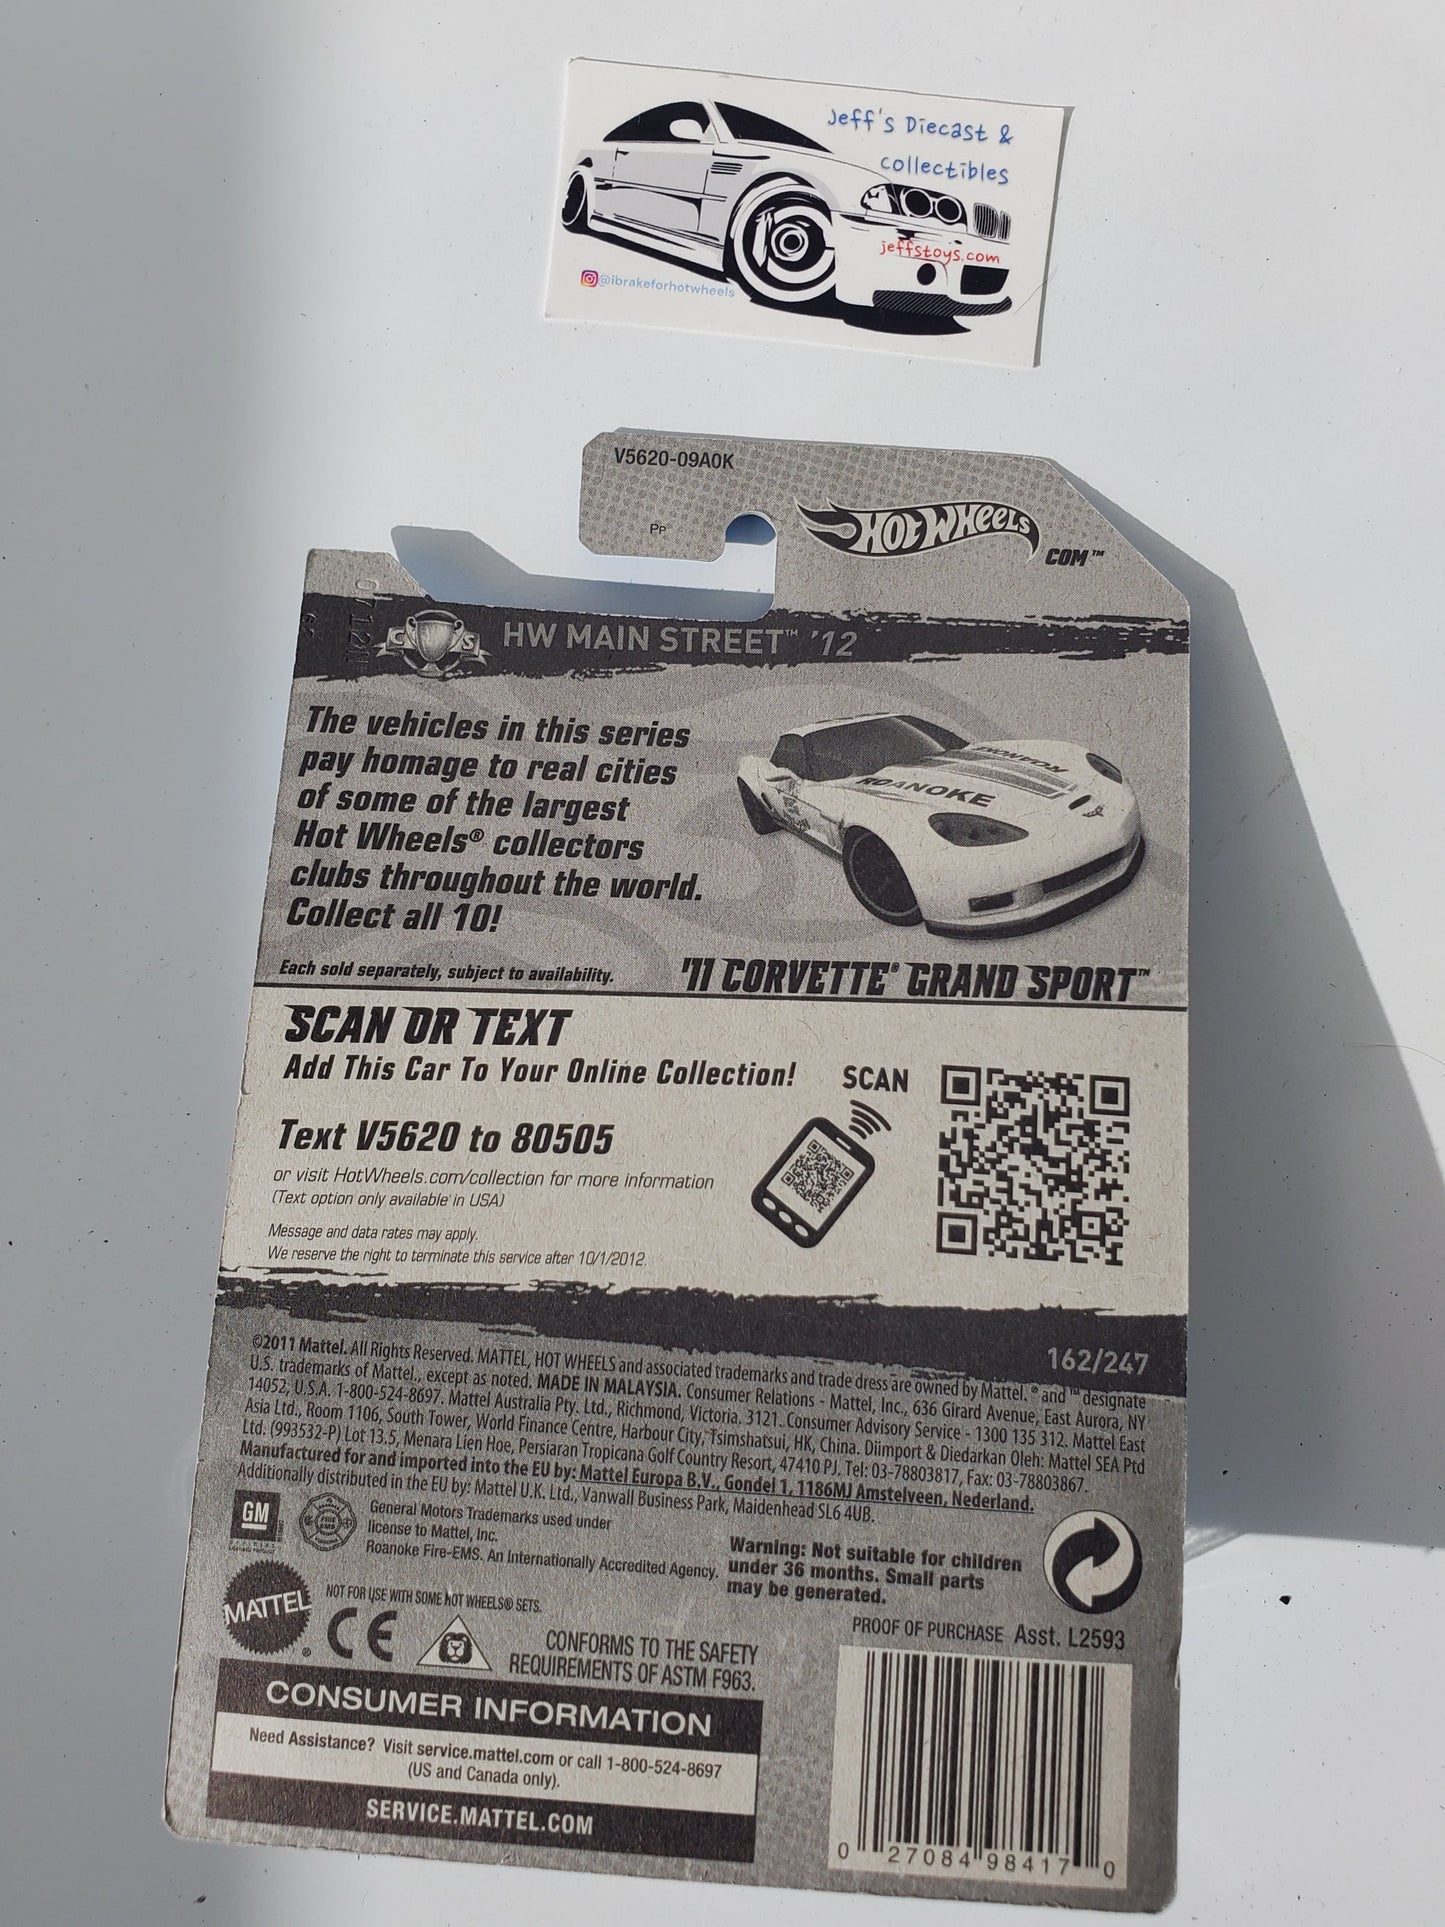 Jeff's Diecast &
collectibles
jeffstoys.com
@ibrakeforhotwheels
V5620-09A0K
PP
HOT WHEELS
COM™
C S
HW MAIN STREET™ '12
The vehicles in this series
pay homage to real cities
of some of the largest
Hot Wheels® collectors
clubs throughout the world.
Collect all 10!
ROANOKE
ROANOKE
Each sold separately, subject to availability.
'11 CORVETTE® GRAND SPORT™
SCAN OR TEXT
Add This Car To Your Online Collection!
SCAN
Text V5620 to 80505
or visit HotWheels.com/collection for more information
(Text option only available in USA)
Message and data rates may apply.
We reserve the right to terminate this service after 10/1/2012.
162/247
©2011 Mattel. All Rights Reserved. MATTEL, HOT WHEELS and associated trademarks and trade dress are owned by Mattel. ® and ™ designate
U.S. trademarks of Mattel., except as noted. MADE IN MALAYSIA. Consumer Relations - Mattel, Inc., 636 Girard Avenue, East Aurora, NY
14052, U.S.A. 1-800-524-8697. Mattel Australia Pty. Ltd., Richmond, Victoria. 3121. Consumer Advisory Service - 1300 135 312. Mattel East
Asia Ltd., Room 1106, South Tower, World Finance Centre, Harbour City, Tsimshatsui, HK, China. Diimport & Diedarkan Oleh: Mattel SEA Ptd
Ltd. (993532-P) Lot 13.5, Menara Lien Hoe, Persiaran Tropicana Golf Country Resort, 47410 PJ. Tel: 03-78803817, Fax: 03-78803867.
Manufactured for and imported into the EU by: Mattel Europa B.V., Gondel 1, 1186MJ Amstelveen, Nederland.
Additionally distributed in the EU by: Mattel U.K. Ltd., Vanwall Business Park, Maidenhead SL6 4UB.
GM
General Motors Trademarks used under
license to Mattel, Inc.
Roanoke Fire-EMS. An Internationally Accredited Agency.
Warning: Not suitable for children
under 36 months. Small parts
may be generated.
MATTEL®
NOT FOR USE WITH SOME HOT WHEELS® SETS.
CE
CONFORMS TO THE SAFETY
REQUIREMENTS OF ASTM F963.
PROOF OF PURCHASE Asst. L2593
CONSUMER INFORMATION
Need Assistance? Visit service.mattel.com or call 1-800-524-8697
(US and Canada only).
SERVICE.MATTEL.COM
0 27084 98417 0